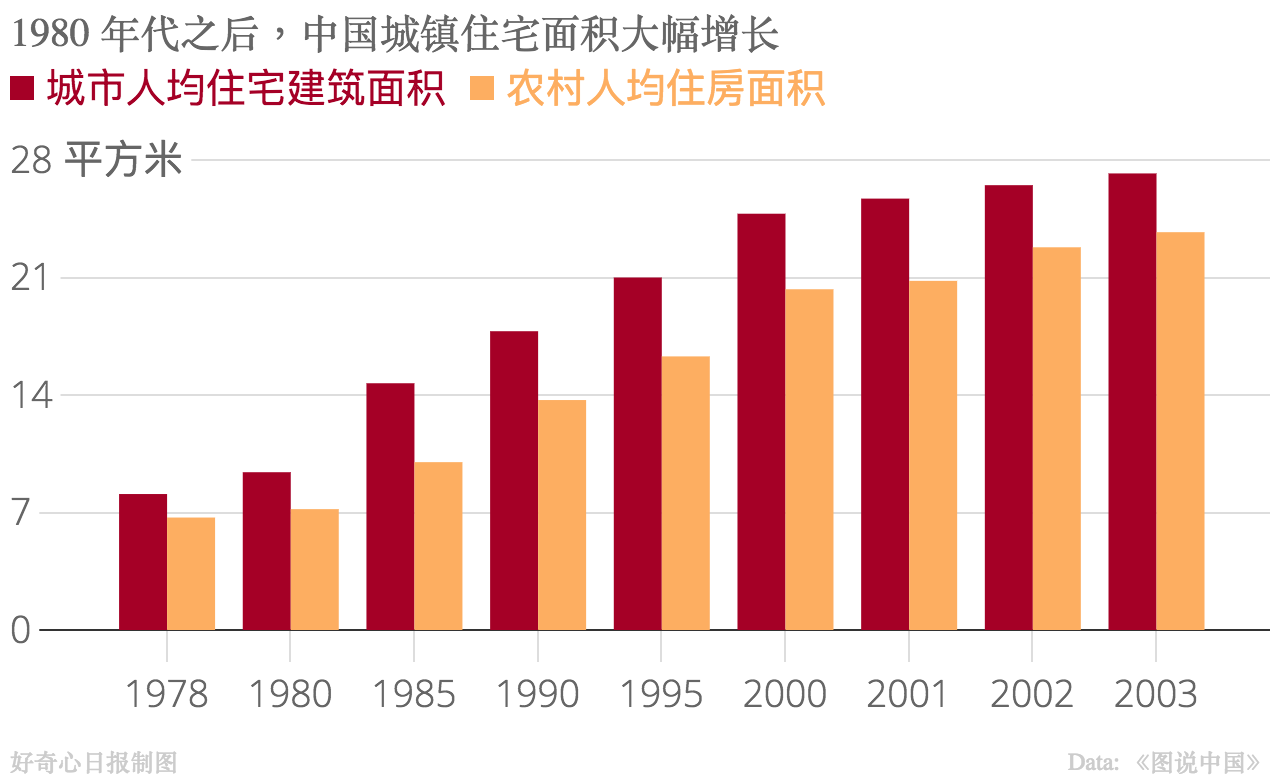 1980 年代之后，中国城镇住宅面积大幅增长
城市人均住宅建筑面积 农村人均住房面积
28 平方米
21
14
7
0
1978 1980 1985 1990 1995 2000 2001 2002 2003
好奇心日报制图 Data: 《图说中国》